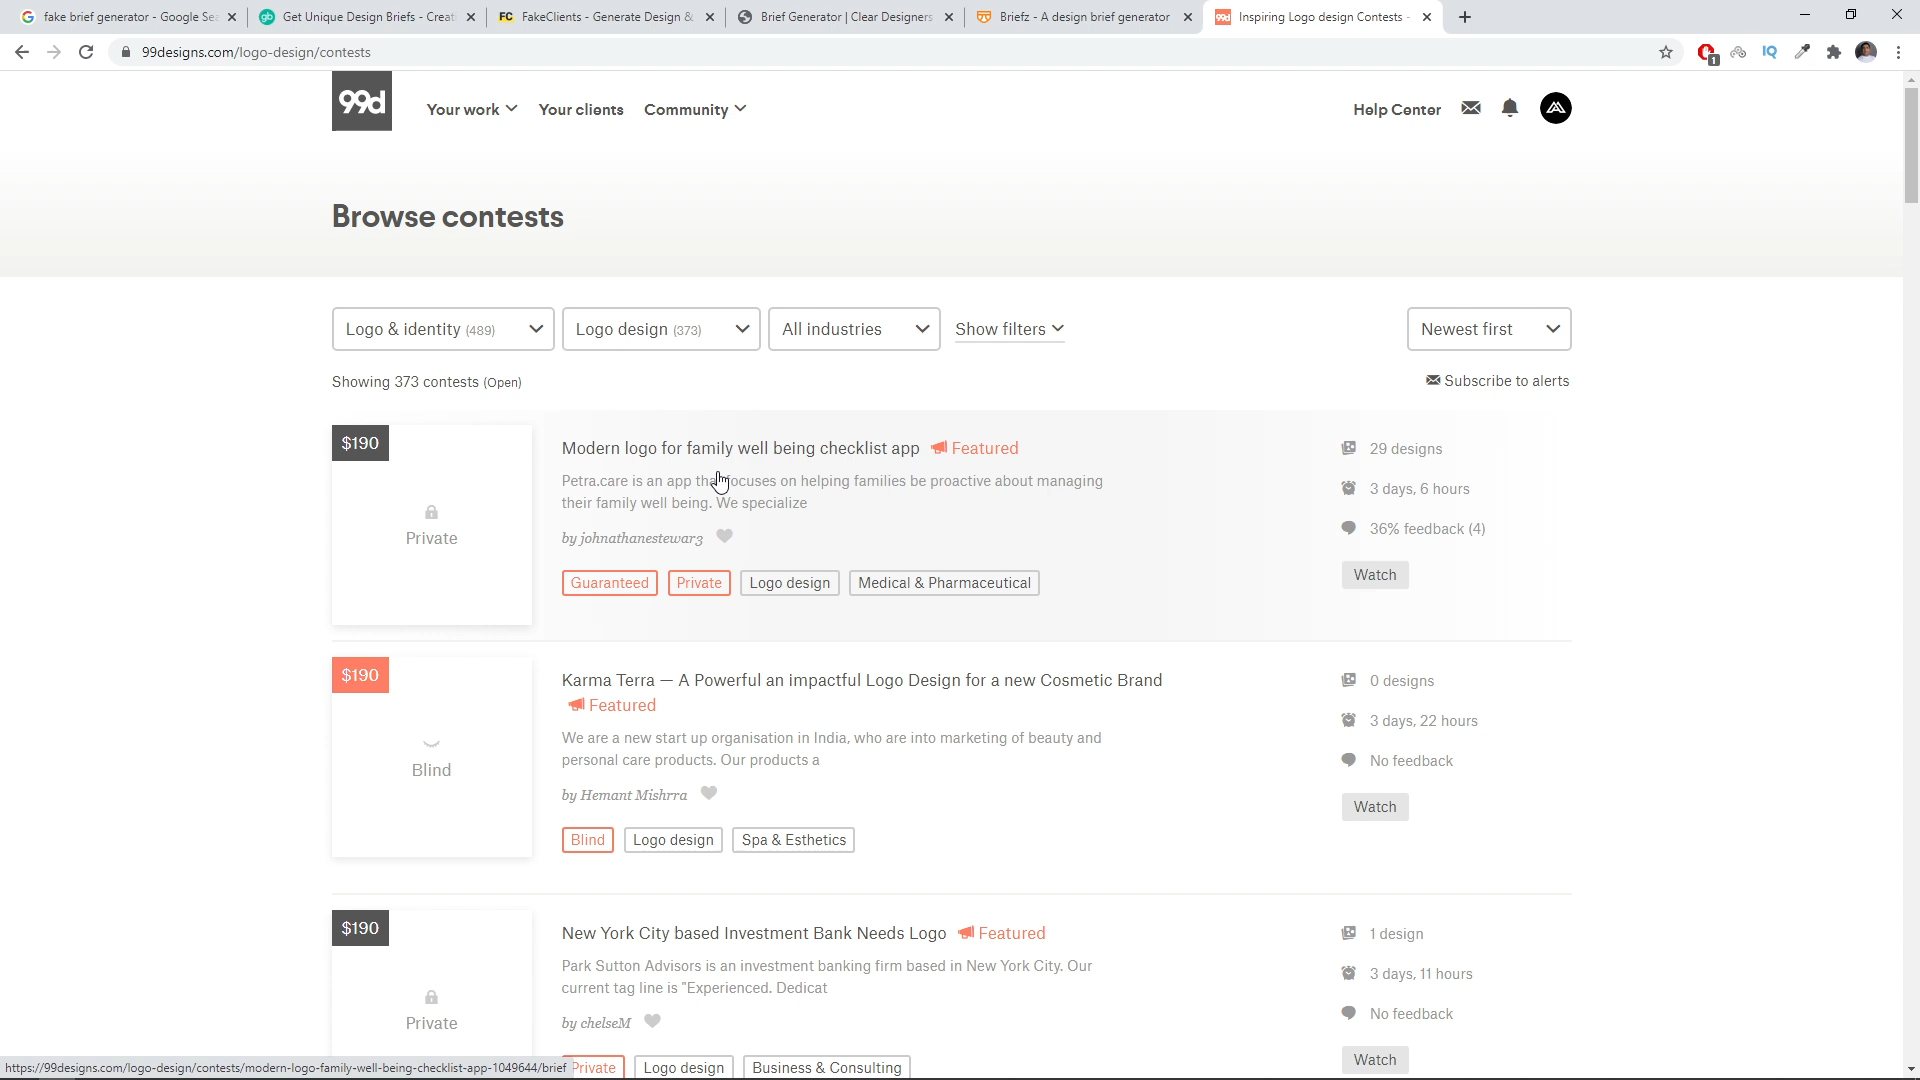 fake brief generator - Google Se
Get Unique Design Briefs - Creati
FC FakeClients - Generate Design &
Brief Generator | Clear Designers
Briefz - A design brief generator
99d Inspiring Logo design Contests -
99designs.com/logo-design/contests
1
IQ
99d
Your work
Your clients
Community
Help Center
Browse contests
Logo & identity (489)
Logo design (373)
All industries
Show filters
Newest first
Showing 373 contests (Open)
Subscribe to alerts
$190
Private
Modern logo for family well being checklist app Featured
Petra.care is an app that focuses on helping families be proactive about managing
their family well being. We specialize
by johnathanestewar3
Guaranteed Private Logo design Medical & Pharmaceutical
29 designs
3 days, 6 hours
36% feedback (4)
Watch
$190
Blind
Karma Terra — A Powerful an impactful Logo Design for a new Cosmetic Brand
Featured
We are a new start up organisation in India, who are into marketing of beauty and
personal care products. Our products a
by Hemant Mishrra
Blind Logo design Spa & Esthetics
0 designs
3 days, 22 hours
No feedback
Watch
$190
Private
New York City based Investment Bank Needs Logo Featured
Park Sutton Advisors is an investment banking firm based in New York City. Our
current tag line is "Experienced. Dedicat
by chelseM
Private Logo design Business & Consulting
1 design
3 days, 11 hours
No feedback
Watch
https://99designs.com/logo-design/contests/modern-logo-family-well-being-checklist-app-1049644/brief